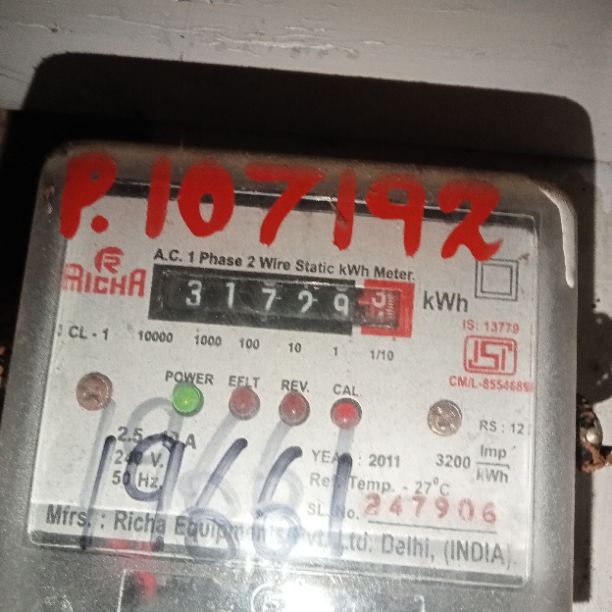 P.107192
A.C. 1 Phase 2 Wire Static kWh Meter.
RICHA
3 1 7 2 9 kWh
IS: 13779
CL - 1 10000 1000 100 10 1 1/10
ISI
CM/L-8554689
POWER EFLT REV. CAL.
RS : 12
2.5 - A
240 V. YEAR : 2011 3200 Imp
kWh
50 Hz. Ref. Temp. - 27°C
19661
SL. No. 247906
Mfrs. : Richa Equipments Pvt. Ltd. Delhi, (INDIA)